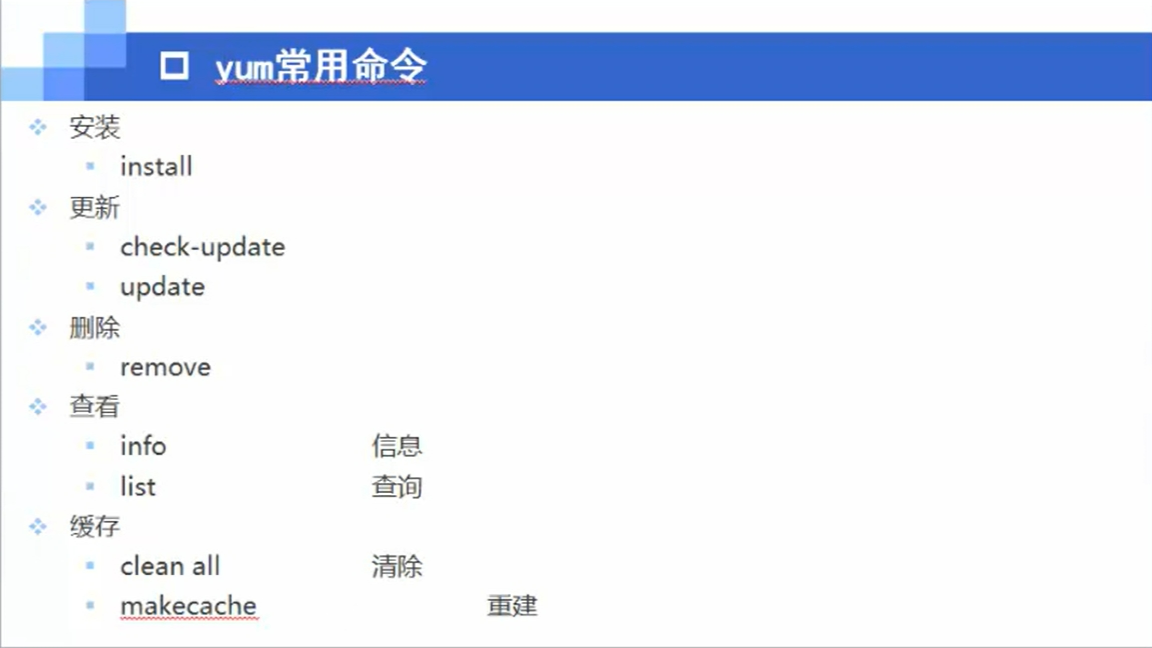 yum常用命令
安装
install
更新
check-update
update
删除
remove
查看
info 信息
list 查询
缓存
clean all 清除
makecache 重建